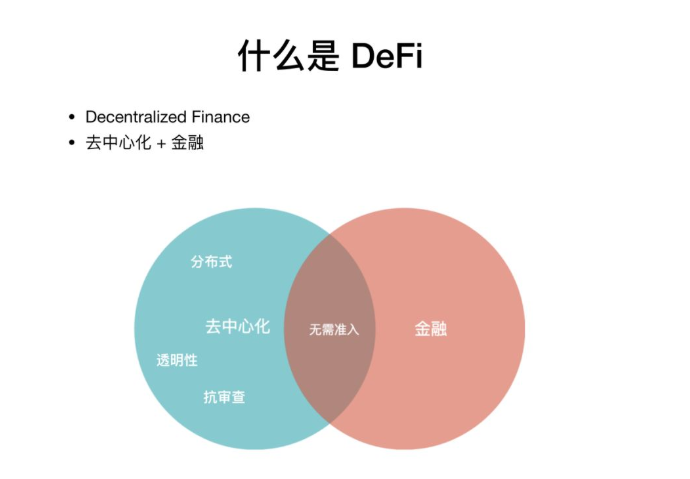 什么是 DeFi
• Decentralized Finance
• 去中心化 + 金融
分布式
去中心化
无需准入
金融
透明性
抗审查